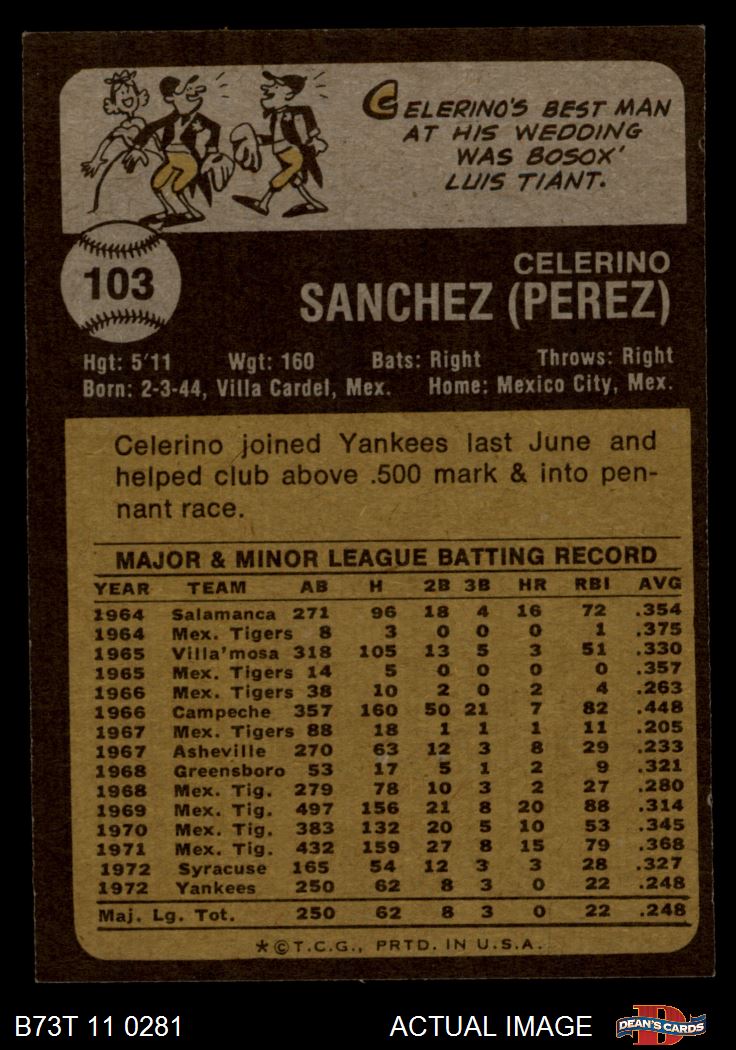 CELERINO'S BEST MAN
AT HIS WEDDING
WAS BOSOX'
LUIS TIANT.
103
CELERINO
SANCHEZ (PEREZ)
Hgt: 5'11 Wgt: 160 Bats: Right Throws: Right
Born: 2-3-44, Villa Cardel, Mex. Home: Mexico City, Mex.
Celerino joined Yankees last June and
helped club above .500 mark & into pen-
nant race.
MAJOR & MINOR LEAGUE BATTING RECORD
YEAR TEAM AB H 2B 3B HR RBI AVG
1964 Salamanca 271 96 18 4 16 72 .354
1964 Mex. Tigers 8 3 0 0 0 1 .375
1965 Villa'mosa 318 105 13 5 3 51 .330
1965 Mex. Tigers 14 5 0 0 0 0 .357
1966 Mex. Tigers 38 10 2 0 2 4 .263
1966 Campeche 357 160 50 21 7 82 .448
1967 Mex. Tigers 88 18 1 1 1 11 .205
1967 Asheville 270 63 12 3 8 29 .233
1968 Greensboro 53 17 5 1 2 9 .321
1968 Mex. Tig. 279 78 10 3 2 27 .280
1969 Mex. Tig. 497 156 21 8 20 88 .314
1970 Mex. Tig. 383 132 20 5 10 53 .345
1971 Mex. Tig. 432 159 27 8 15 79 .368
1972 Syracuse 165 54 12 3 3 28 .327
1972 Yankees 250 62 8 3 0 22 .248
Maj. Lg. Tot. 250 62 8 3 0 22 .248
*©T.C.G., PRTD. IN U.S.A.
B73T 11 0281 ACTUAL IMAGE
D
DEAN'S CARDS